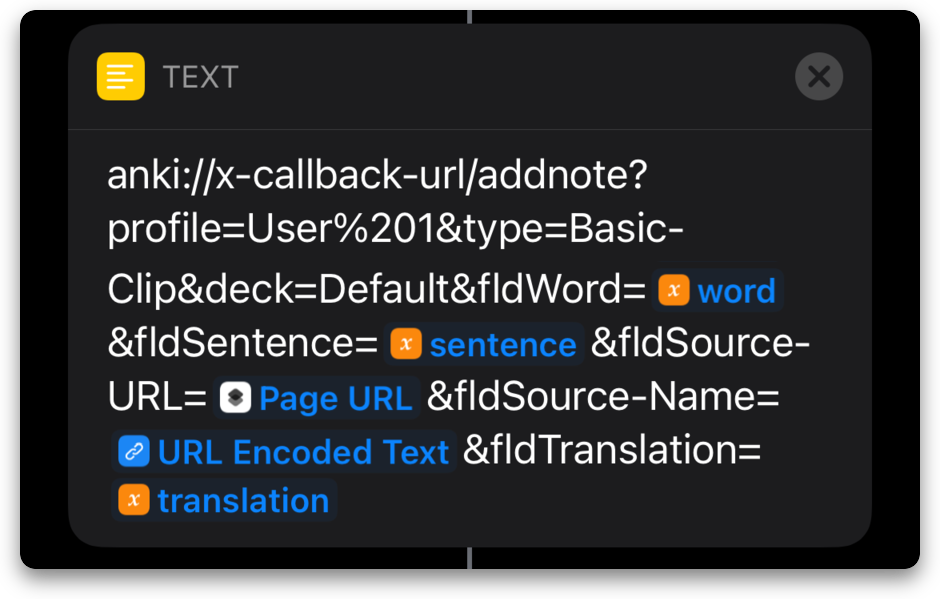 TEXT
anki://x-callback-url/addnote?
profile=User%201&type=Basic-
Clip&deck=Default&fldWord= x word
&fldSentence= x sentence &fldSource-
URL= Page URL &fldSource-Name=
URL Encoded Text &fldTranslation=
x translation